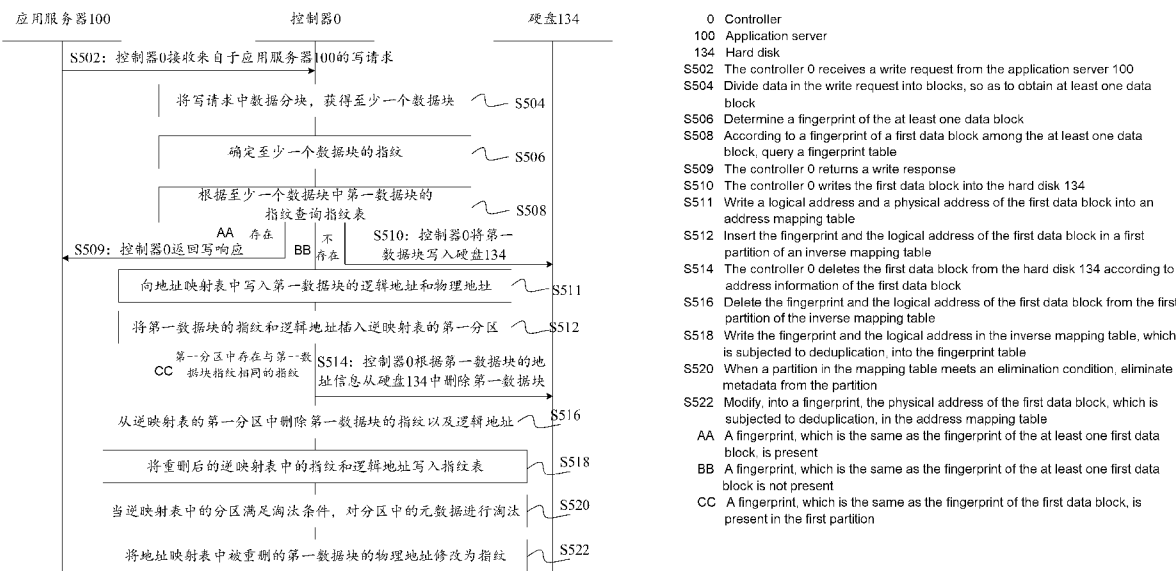 应用服务器100
控制器0
硬盘134
S502：控制器0接收来自于应用服务器100的写请求
将写请求中数据分块，获得至少一个数据块
S504
确定至少一个数据块的指纹
S506
根据至少一个数据块中第一数据块的
指纹查询指纹表
S508
AA 存在
S509：控制器0返回写响应
BB
不
存在
S510：控制器0将第一
数据块写入硬盘134
向地址映射表中写入第一数据块的逻辑地址和物理地址
S511
将第一数据块的指纹和逻辑地址插入逆映射表的第一分区
S512
CC
第一分区中存在与第一数
据块指纹相同的指纹
S514：控制器0根据第一数据块的地
址信息从硬盘134中删除第一数据块
从逆映射表的第一分区中删除第一数据块的指纹以及逻辑地址
S516
将重删后的逆映射表中的指纹和逻辑地址写入指纹表
S518
当逆映射表中的分区满足淘汰条件，对分区中的元数据进行淘汰
S520
将地址映射表中被重删的第一数据块的物理地址修改为指纹
S522
0 Controller
100 Application server
134 Hard disk
S502 The controller 0 receives a write request from the application server 100
S504 Divide data in the write request into blocks, so as to obtain at least one data
block
S506 Determine a fingerprint of the at least one data block
S508 According to a fingerprint of a first data block among the at least one data
block, query a fingerprint table
S509 The controller 0 returns a write response
S510 The controller 0 writes the first data block into the hard disk 134
S511 Write a logical address and a physical address of the first data block into an
address mapping table
S512 Insert the fingerprint and the logical address of the first data block in a first
partition of an inverse mapping table
S514 The controller 0 deletes the first data block from the hard disk 134 according to
address information of the first data block
S516 Delete the fingerprint and the logical address of the first data block from the first
partition of the inverse mapping table
S518 Write the fingerprint and the logical address in the inverse mapping table, which
is subjected to deduplication, into the fingerprint table
S520 When a partition in the mapping table meets an elimination condition, eliminate
metadata from the partition
S522 Modify, into a fingerprint, the physical address of the first data block, which is
subjected to deduplication, in the address mapping table
AA A fingerprint, which is the same as the fingerprint of the at least one first data
block, is present
BB A fingerprint, which is the same as the fingerprint of the at least one first data
block is not present
CC A fingerprint, which is the same as the fingerprint of the first data block, is
present in the first partition